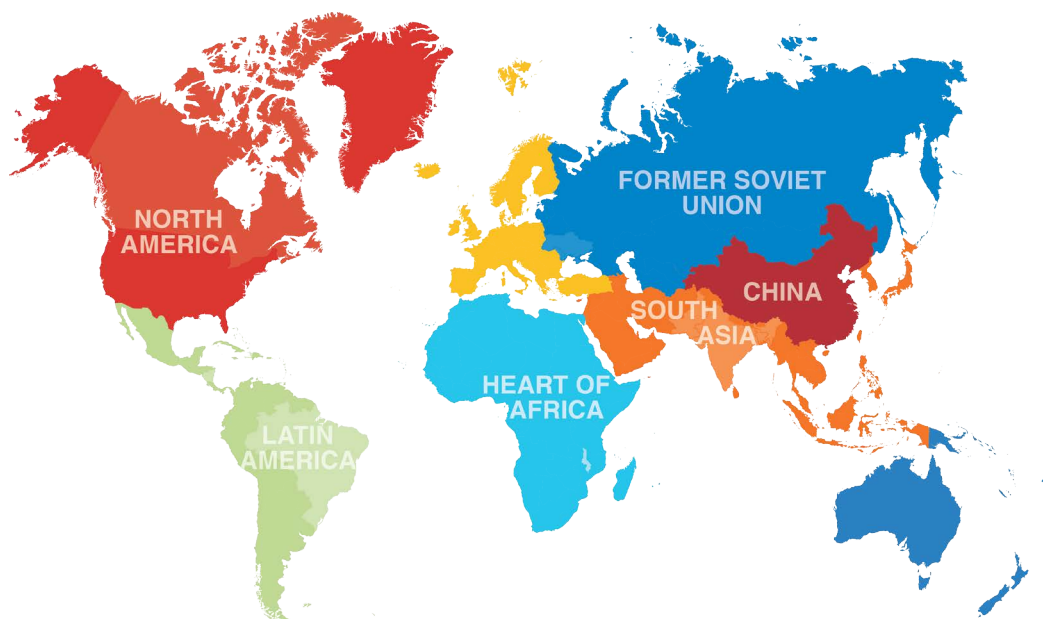 NORTH
AMERICA
FORMER SOVIET
UNION
CHINA
SOUTH
ASIA
HEART OF
AFRICA
LATIN
AMERICA